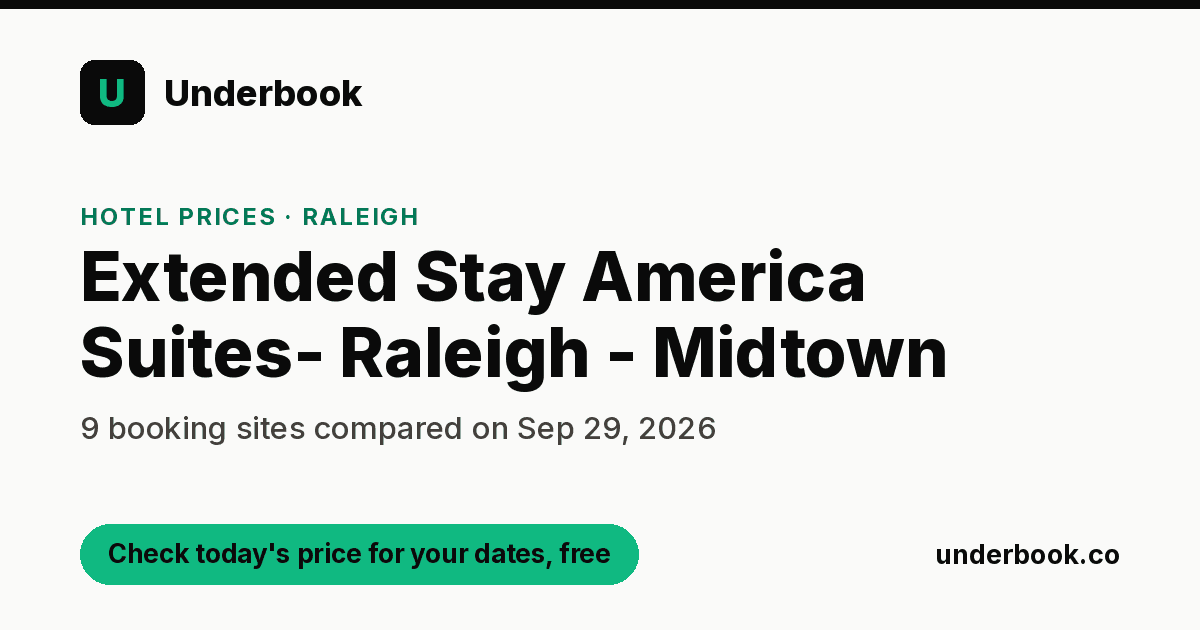 U Underbook
HOTEL PRICES · RALEIGH
Extended Stay America
Suites- Raleigh - Midtown
9 booking sites compared on Sep 29, 2026
Check today's price for your dates, free
underbook.co